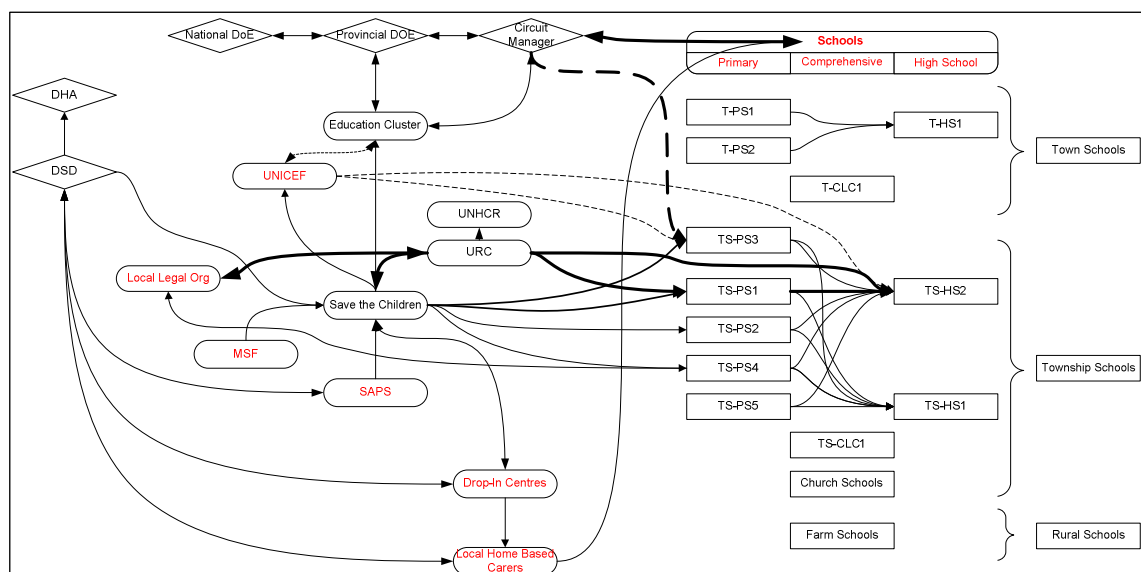 National DoE
Provincial DOE
Circuit
Manager
Schools
Primary
Comprehensive
High School
DHA
Education Cluster
T-PS1
T-HS1
T-PS2
Town Schools
DSD
UNICEF
T-CLC1
UNHCR
URC
TS-PS3
Local Legal Org
Save the Children
TS-PS1
TS-HS2
TS-PS2
MSF
TS-PS4
Township Schools
SAPS
TS-PS5
TS-HS1
TS-CLC1
Drop-In Centres
Church Schools
Farm Schools
Rural Schools
Local Home Based
Carers